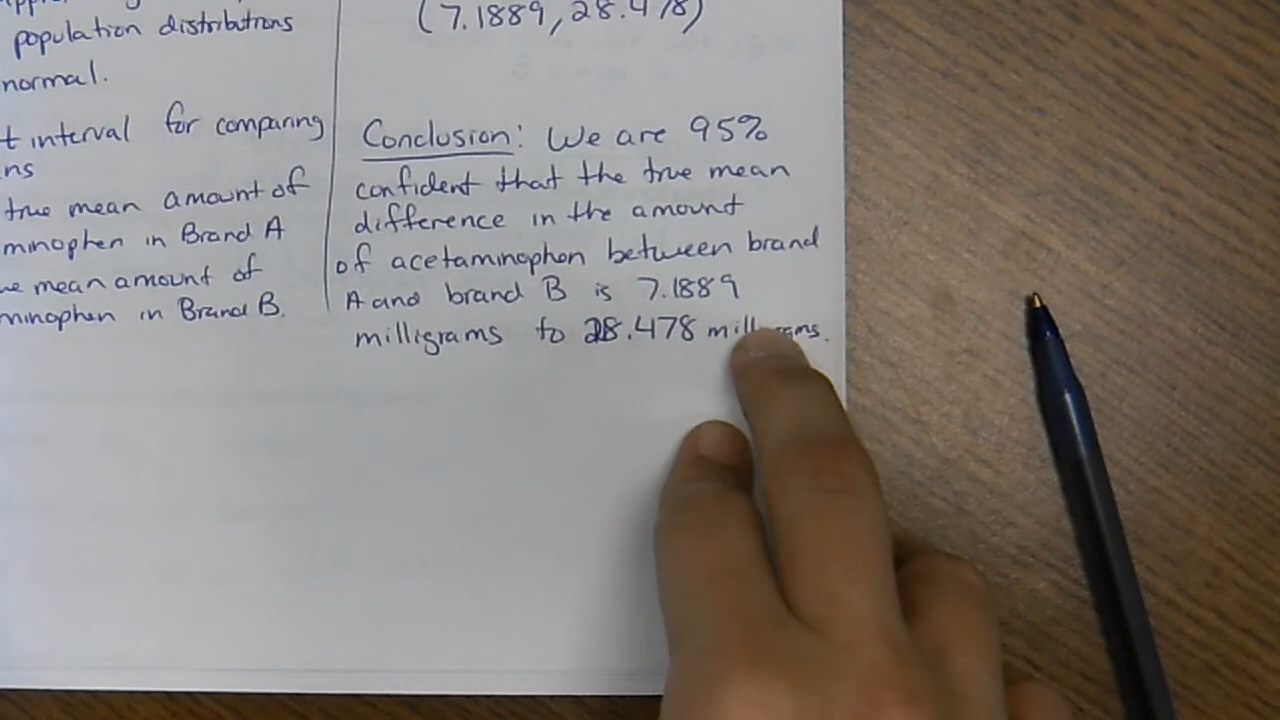 population distributions
normal.
t interval for comparing
ns
true mean amount of
minophen in Brand A
mean amount of
minophen in Brand B.
(7.1889, 28.478)
Conclusion: We are 95%
confident that the true mean
difference in the amount
of acetaminophen between brand
A and brand B is 7.1889
milligrams to 28.478 milligrams.